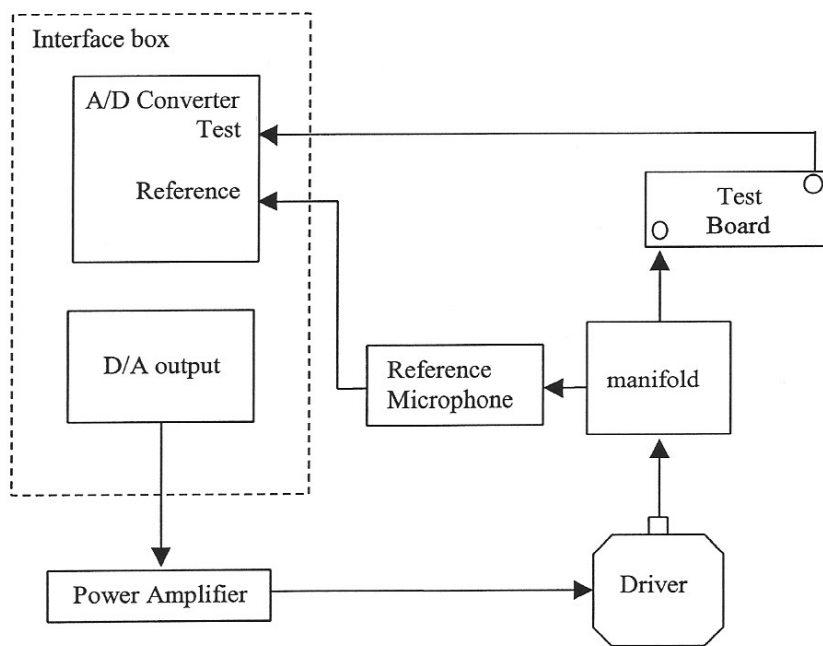 Interface box
A/D Converter
Test
Reference
Test
Board
D/A output
Reference
Microphone
manifold
Power Amplifier
Driver